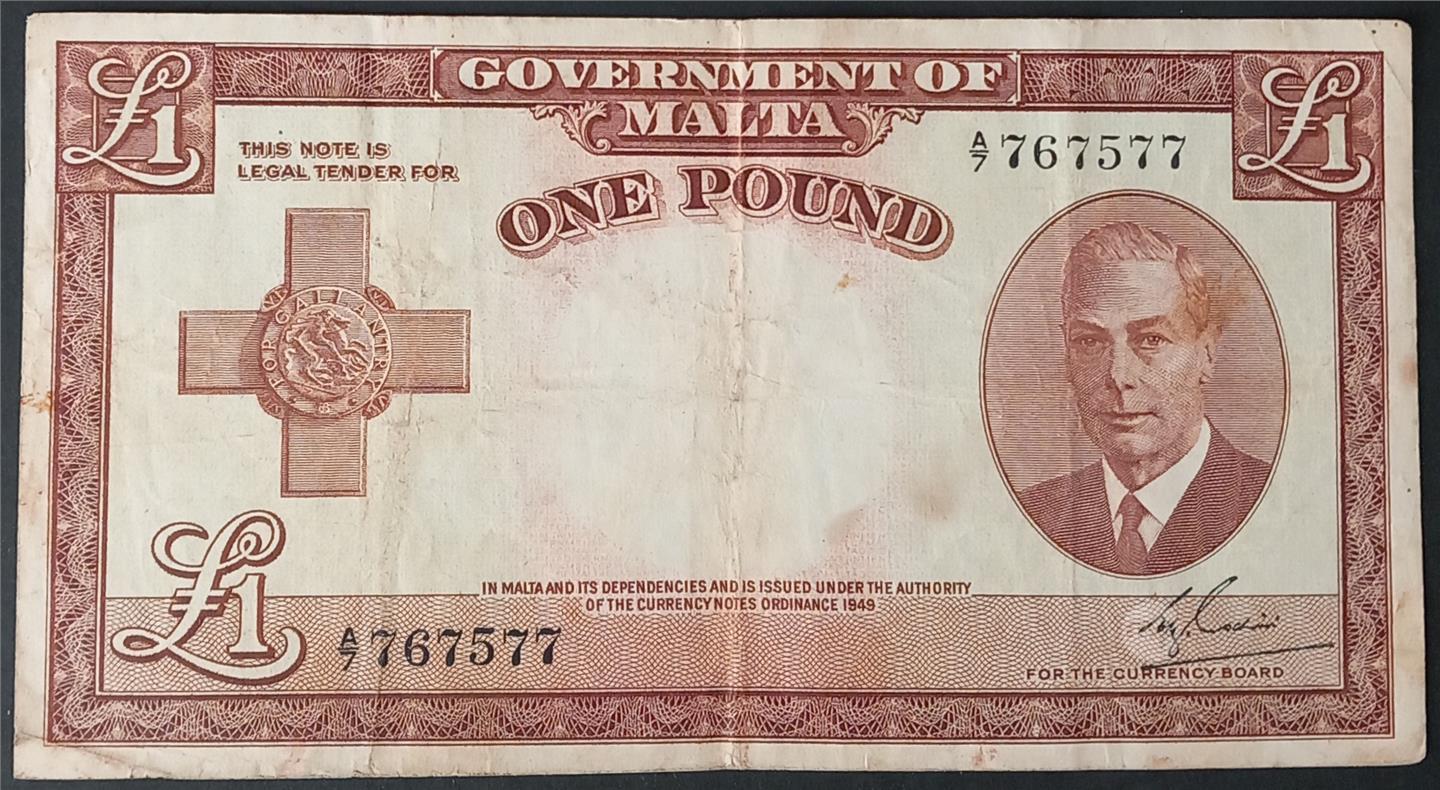 GOVERNMENT OF
MALTA
£1
£1
THIS NOTE IS
LEGAL TENDER FOR
A/7 767577
ONE POUND
FOR GALLANTRY
£1
IN MALTA AND ITS DEPENDENCIES AND IS ISSUED UNDER THE AUTHORITY
OF THE CURRENCY NOTES ORDINANCE 1949
A/7 767577
FOR THE CURRENCY BOARD